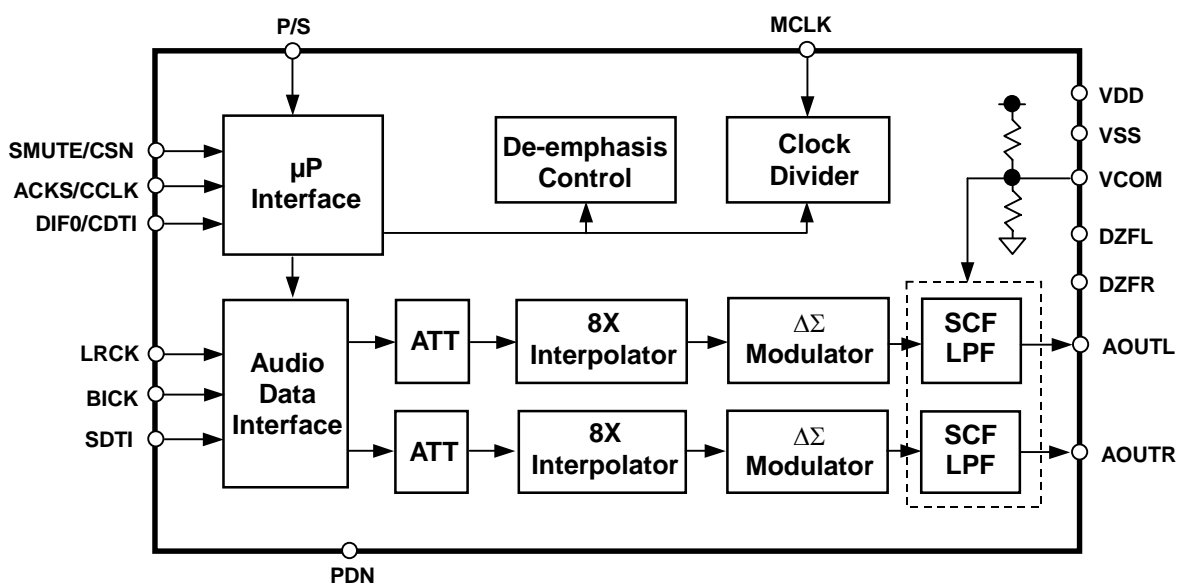 P/S
MCLK
VDD
VSS
VCOM
DZFL
DZFR
AOUTL
AOUTR
SMUTE/CSN
ACKS/CCLK
DIF0/CDTI
µP
Interface
De-emphasis
Control
Clock
Divider
LRCK
BICK
SDTI
Audio
Data
Interface
ATT
8X
Interpolator
ΔΣ
Modulator
SCF
LPF
ATT
8X
Interpolator
ΔΣ
Modulator
SCF
LPF
PDN